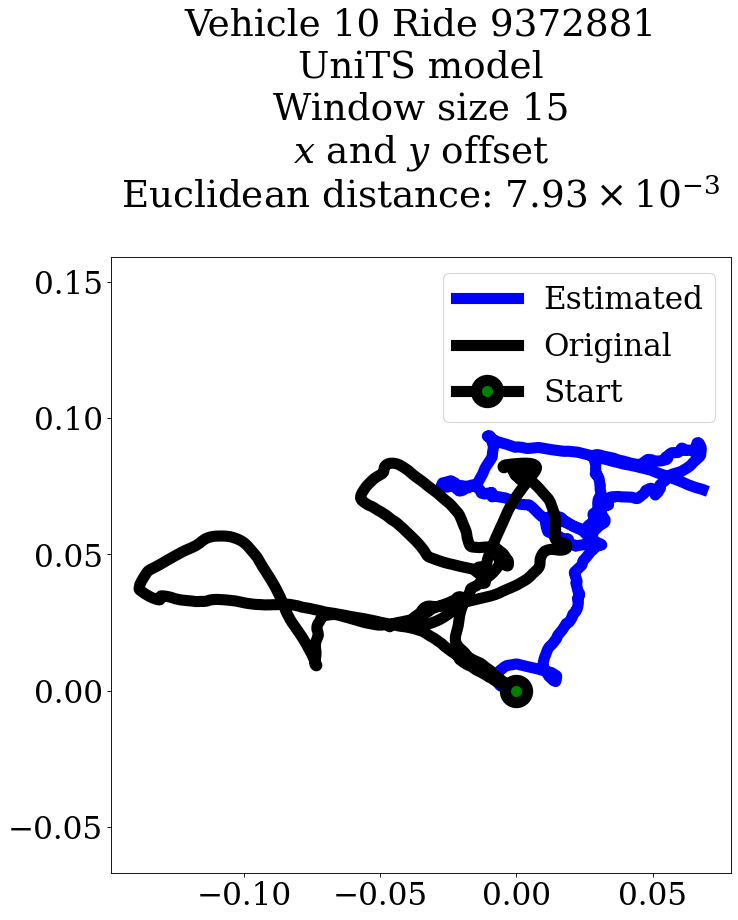 Vehicle 10 Ride 9372881
UniTS model
Window size 15
x and y offset
Euclidean distance: 7.93 × 10⁻³
Estimated
Original
Start
0.15
0.10
0.05
0.00
−0.05
−0.10 −0.05 0.00 0.05